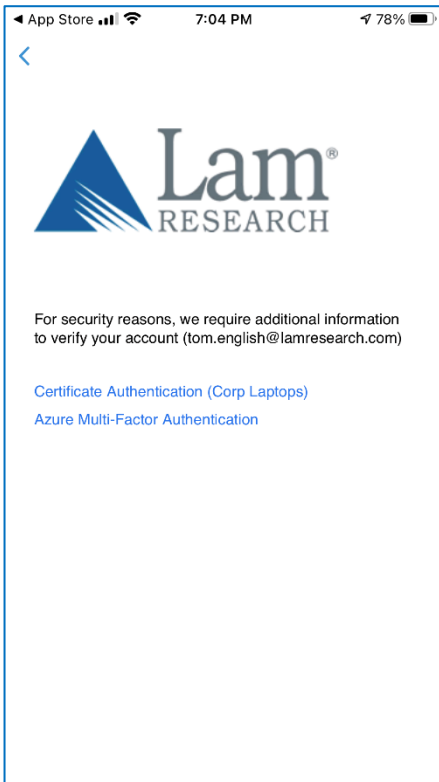 App Store 7:04 PM 78%
Lam®
RESEARCH
For security reasons, we require additional information
to verify your account (tom.english@lamresearch.com)
Certificate Authentication (Corp Laptops)
Azure Multi-Factor Authentication